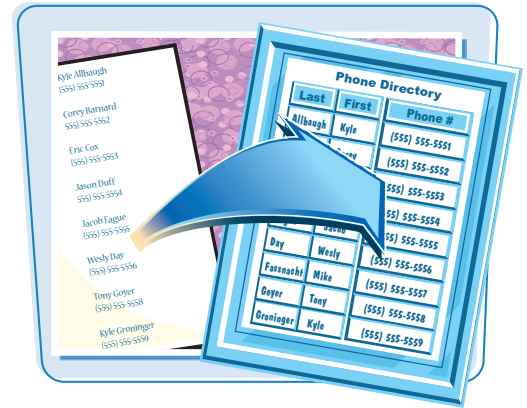 Kyle Allbaugh
(555) 555-5551
Corey Barnard
(555) 555-5552
Eric Cox
(555) 555-5553
Jason Duff
555) 555-5554
Jacob Fague
(555) 555-5555
Wesly Day
(555) 555-5556
Tony Goyer
(555) 555-5558
Kyle Groninger
(555) 555-5559
Phone Directory
Last First Phone #
Allbaugh Kyle (555) 555-5551
(555) 555-5552
555-5553
555-5554
Jacob 555-5555
Day Wesly (555) 555-5556
Fassnacht Mike (555) 555-5557
Goyer Tony (555) 555-5558
Groninger Kyle (555) 555-5559